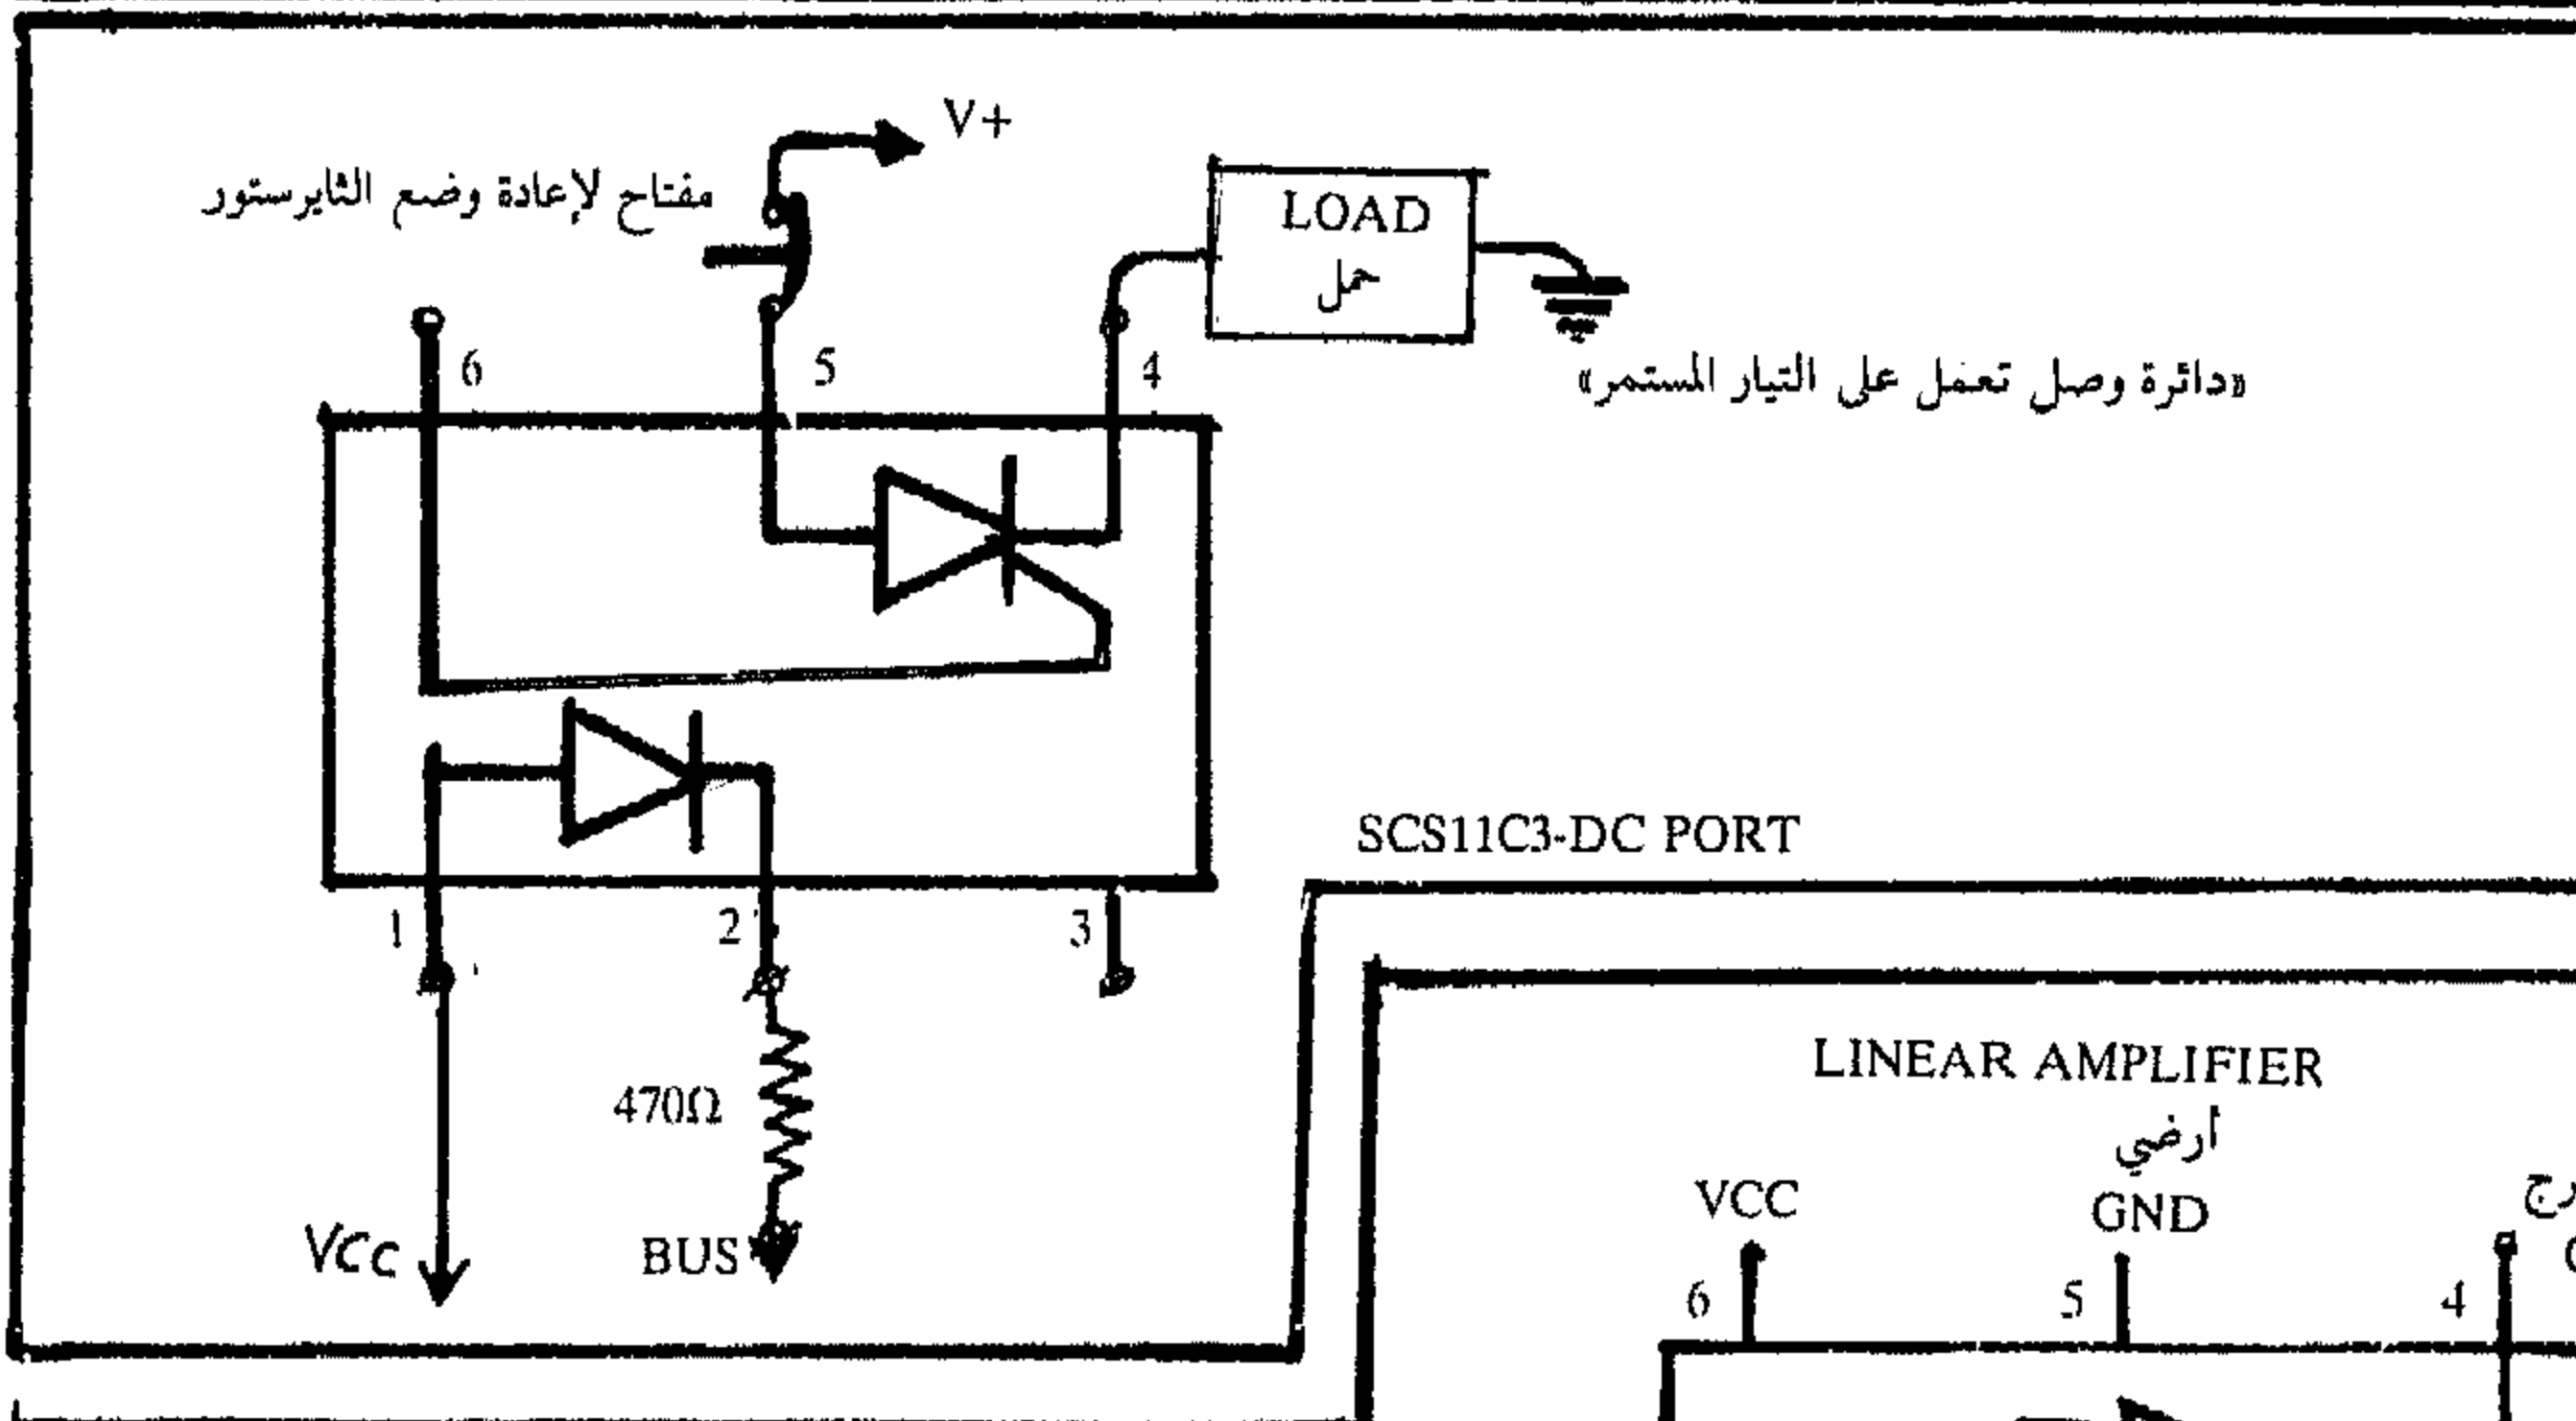 V+
مفتاح لإعادة وضع الثايرستور
LOAD
حمل
6
5
4
«دائرة وصل تعمل على التيار المستمر»
SCS11C3-DC PORT
1
2
3
470Ω
Vcc
BUS
LINEAR AMPLIFIER
ارضي
VCC
GND
6
5
4